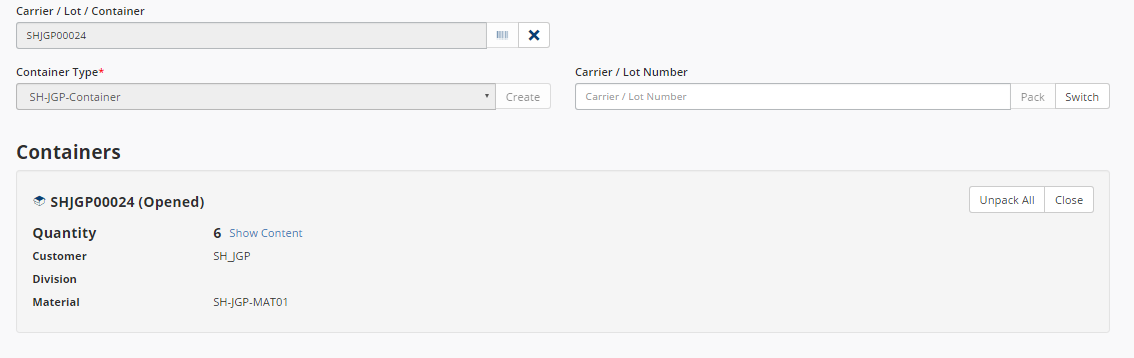 Carrier / Lot / Container
SHJGP00024
Container Type*
Carrier / Lot Number
SH-JGP-Container
Create
Carrier / Lot Number
Pack
Switch
Containers
SHJGP00024 (Opened)
Unpack All
Close
Quantity 6 Show Content
Customer SH_JGP
Division
Material SH-JGP-MAT01